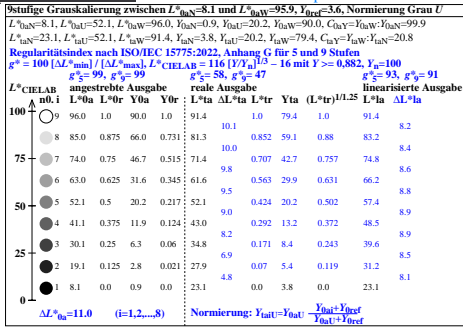 9stufige Grauskalierung zwischen L*0aN=8.1 und L*0aW=95.9, Y0ref=3.6, Normierung Grau U
L*0aN=8.1, L*0aU=52.1, L*0aW=96.0, Y0aN=0.9, Y0aU=20.2, Y0aW=90.0, C0aY=Y0aW:Y0aN=99.9
L*taN=23.1, L*taU=52.1, L*taW=91.4, YtaN=3.8, YtaU=20.2, YtaW=79.4, CtaY=YtaW:YtaN=20.8
Regularitätsindex nach ISO/IEC 15775:2022, Anhang G für 5 und 9 Stufen
g* = 100 [ΔL*min] / [ΔL*max], L*CIELAB = 116 [Y/Yn]1/3 − 16 mit Y >= 0,882, Yn=100
g*5= 99, g*9= 99 g*5= 58, g*9= 47 g*5= 93, g*9= 91
L*CIELAB angestrebte Ausgabe reale Ausgabe linearisierte Ausgabe
n0. i L*0a L*0r Y0a Y0r L*ta ΔL*ta L*tr Yta (L*tr)1/1.25 L*la ΔL*la
100 9 96.0 1.0 90.0 1.0 91.4 1.0 79.4 1.0 91.4
10.1 8.2
8 85.0 0.875 66.0 0.731 81.3 0.852 59.1 0.88 83.2
10.0 8.4
75 7 74.0 0.75 46.7 0.515 71.4 0.707 42.7 0.757 74.8
9.8 8.6
6 63.0 0.625 31.6 0.345 61.6 0.563 29.9 0.631 66.2
9.5 8.8
50 5 52.1 0.5 20.2 0.217 52.1 0.424 20.2 0.502 57.4
9.0 8.9
4 41.1 0.375 11.9 0.124 43.0 0.292 13.2 0.372 48.5
8.2 8.9
25 3 30.1 0.25 6.3 0.06 34.8 0.171 8.4 0.243 39.6
6.9 8.5
2 19.1 0.125 2.8 0.021 27.9 0.07 5.4 0.119 31.2
4.8 8.1
1 8.1 0.0 0.9 0.0 23.1 0.0 3.8 0.0 23.1
0
ΔL*0a=11.0 (i=1,2,...,8) Normierung: YtaiU=Y0aU Y0ai+Y0ref
Y0aU+Y0ref